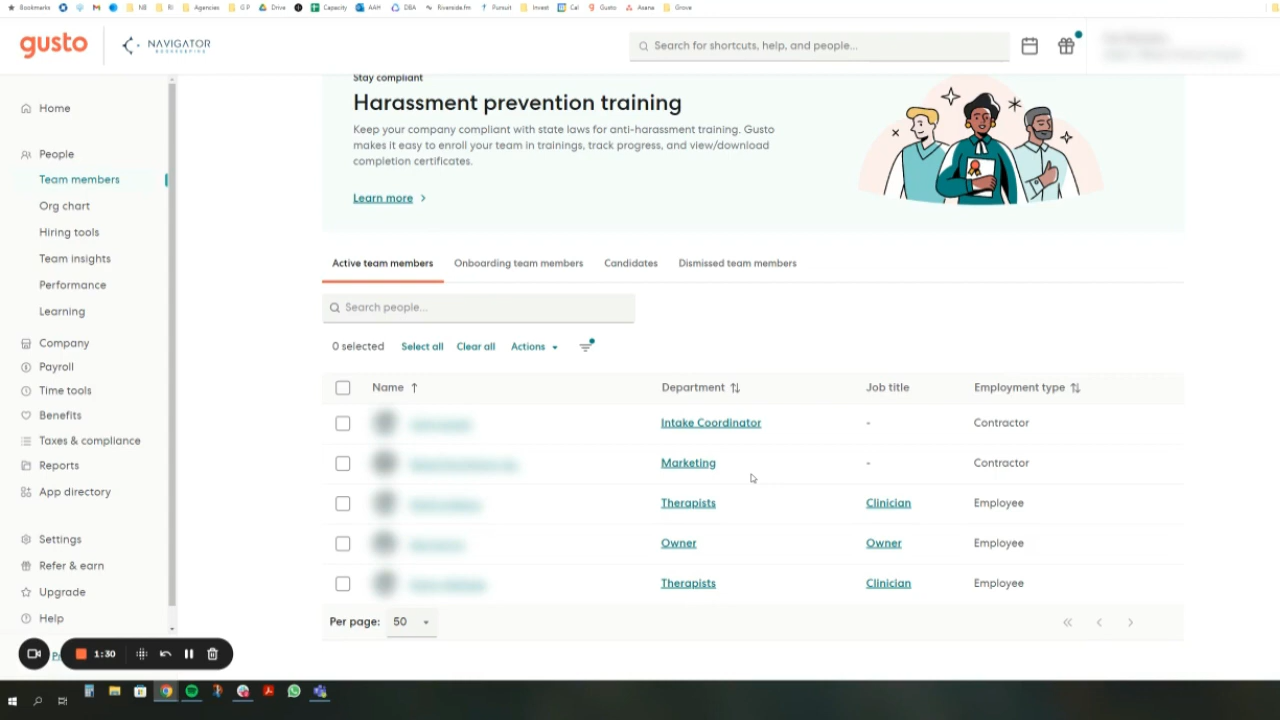 Bookmarks NB RI Agencies G P Drive Capacity AAH DBA Riverside.fm Pursuit Invest Cal Gusto Asana Grove
gusto
NAVIGATOR
BOOKKEEPING
Search for shortcuts, help, and people...
Home
People
Team members
Org chart
Hiring tools
Team insights
Performance
Learning
Company
Payroll
Time tools
Benefits
Taxes & compliance
Reports
App directory
Settings
Refer & earn
Upgrade
Help
1:30
Stay compliant
Harassment prevention training
Keep your company compliant with state laws for anti-harassment training. Gusto
makes it easy to enroll your team in trainings, track progress, and view/download
completion certificates.
Learn more
Active team members Onboarding team members Candidates Dismissed team members
Search people...
0 selected Select all Clear all Actions
Name Department Job title Employment type
Intake Coordinator - Contractor
Marketing - Contractor
Therapists Clinician Employee
Owner Owner Employee
Therapists Clinician Employee
Per page: 50